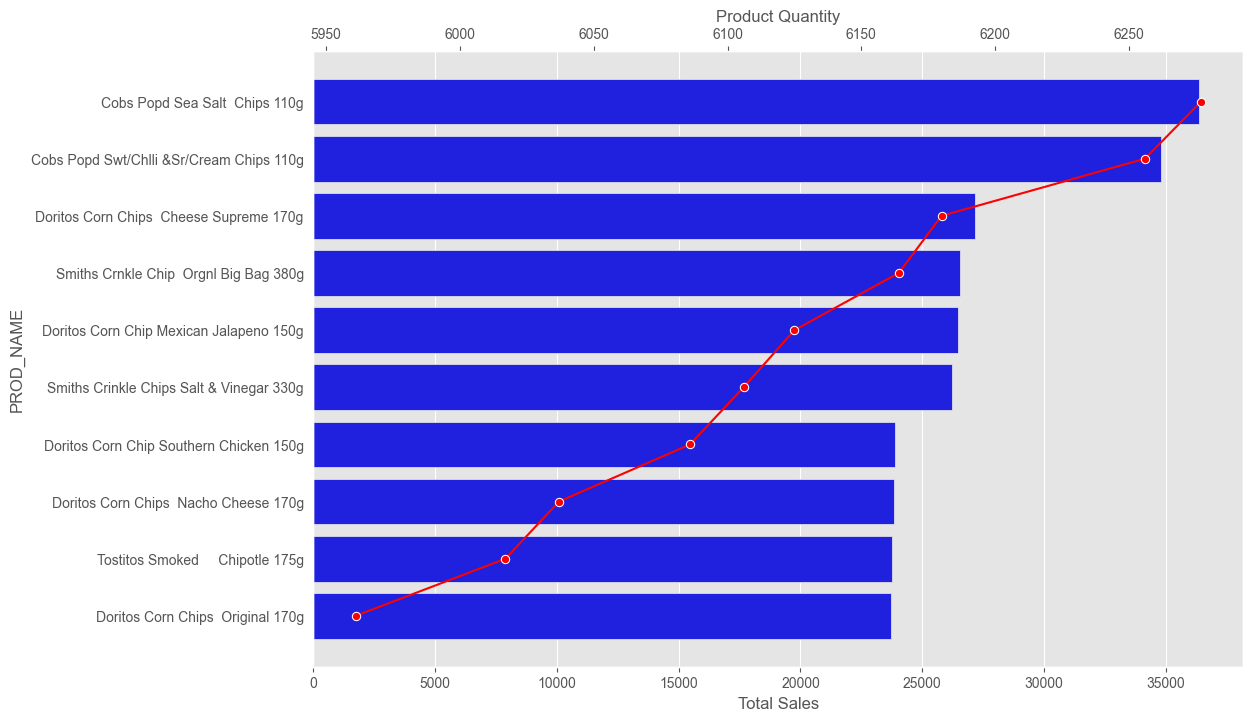 Product Quantity
5950 6000 6050 6100 6150 6200 6250
PROD_NAME
Cobs Popd Sea Salt  Chips 110g
Cobs Popd Swt/Chlli &Sr/Cream Chips 110g
Doritos Corn Chips  Cheese Supreme 170g
Smiths Crnkle Chip  Orgnl Big Bag 380g
Doritos Corn Chip Mexican Jalapeno 150g
Smiths Crinkle Chips Salt & Vinegar 330g
Doritos Corn Chip Southern Chicken 150g
Doritos Corn Chips  Nacho Cheese 170g
Tostitos Smoked     Chipotle 175g
Doritos Corn Chips  Original 170g
0 5000 10000 15000 20000 25000 30000 35000
Total Sales